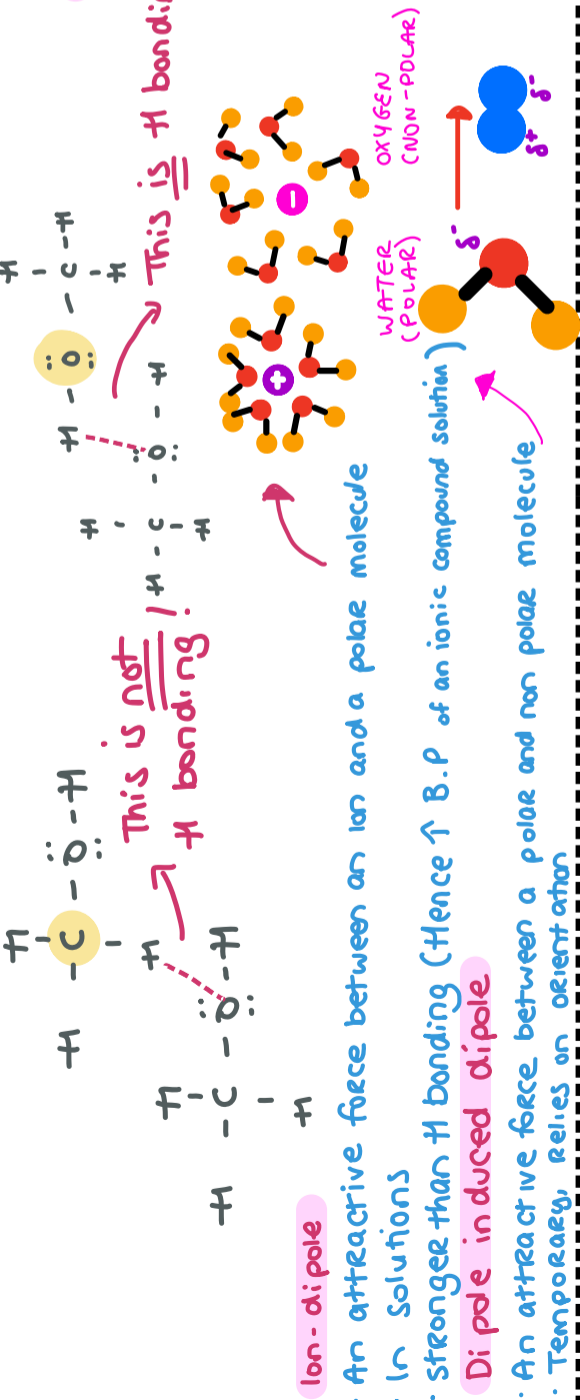 H H
H - C - Ö - H H - Ö - C - H
H H H
This is not H - C - O - H This is H bondi
H bonding! H
H
H - C - O - H
H
Ion-dipole
· An attractive force between an Ion and a polar molecule
In solutions
· Stronger than H bonding (Hence ↑ B.P of an ionic compound solution)
+ -
WATER (POLAR)
OXYGEN (NON-POLAR)
δ- δ+ δ-
Dipole induced dipole
· An attractive force between a polar and non polar molecule
· Temporary, Relies on orientation